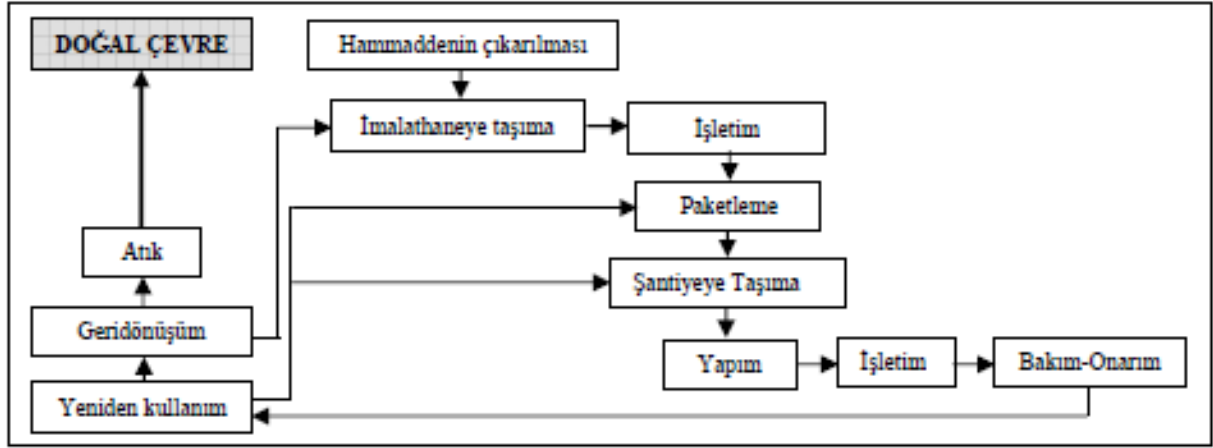 DOĞAL ÇEVRE
Hammaddenin çıkarılması
İmalathaneye taşıma
İşletim
Paketleme
Atık
Şantiyeye Taşıma
Geridönüşüm
Yapım
İşletim
Bakım-Onarım
Yeniden kullanım